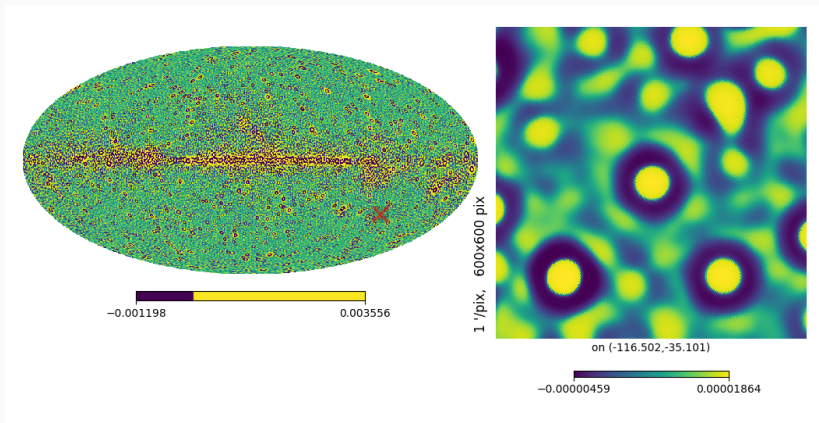 −0.001198 0.003556
1 '/pix, 600x600 pix
on (-116.502,-35.101)
−0.00000459 0.00001864